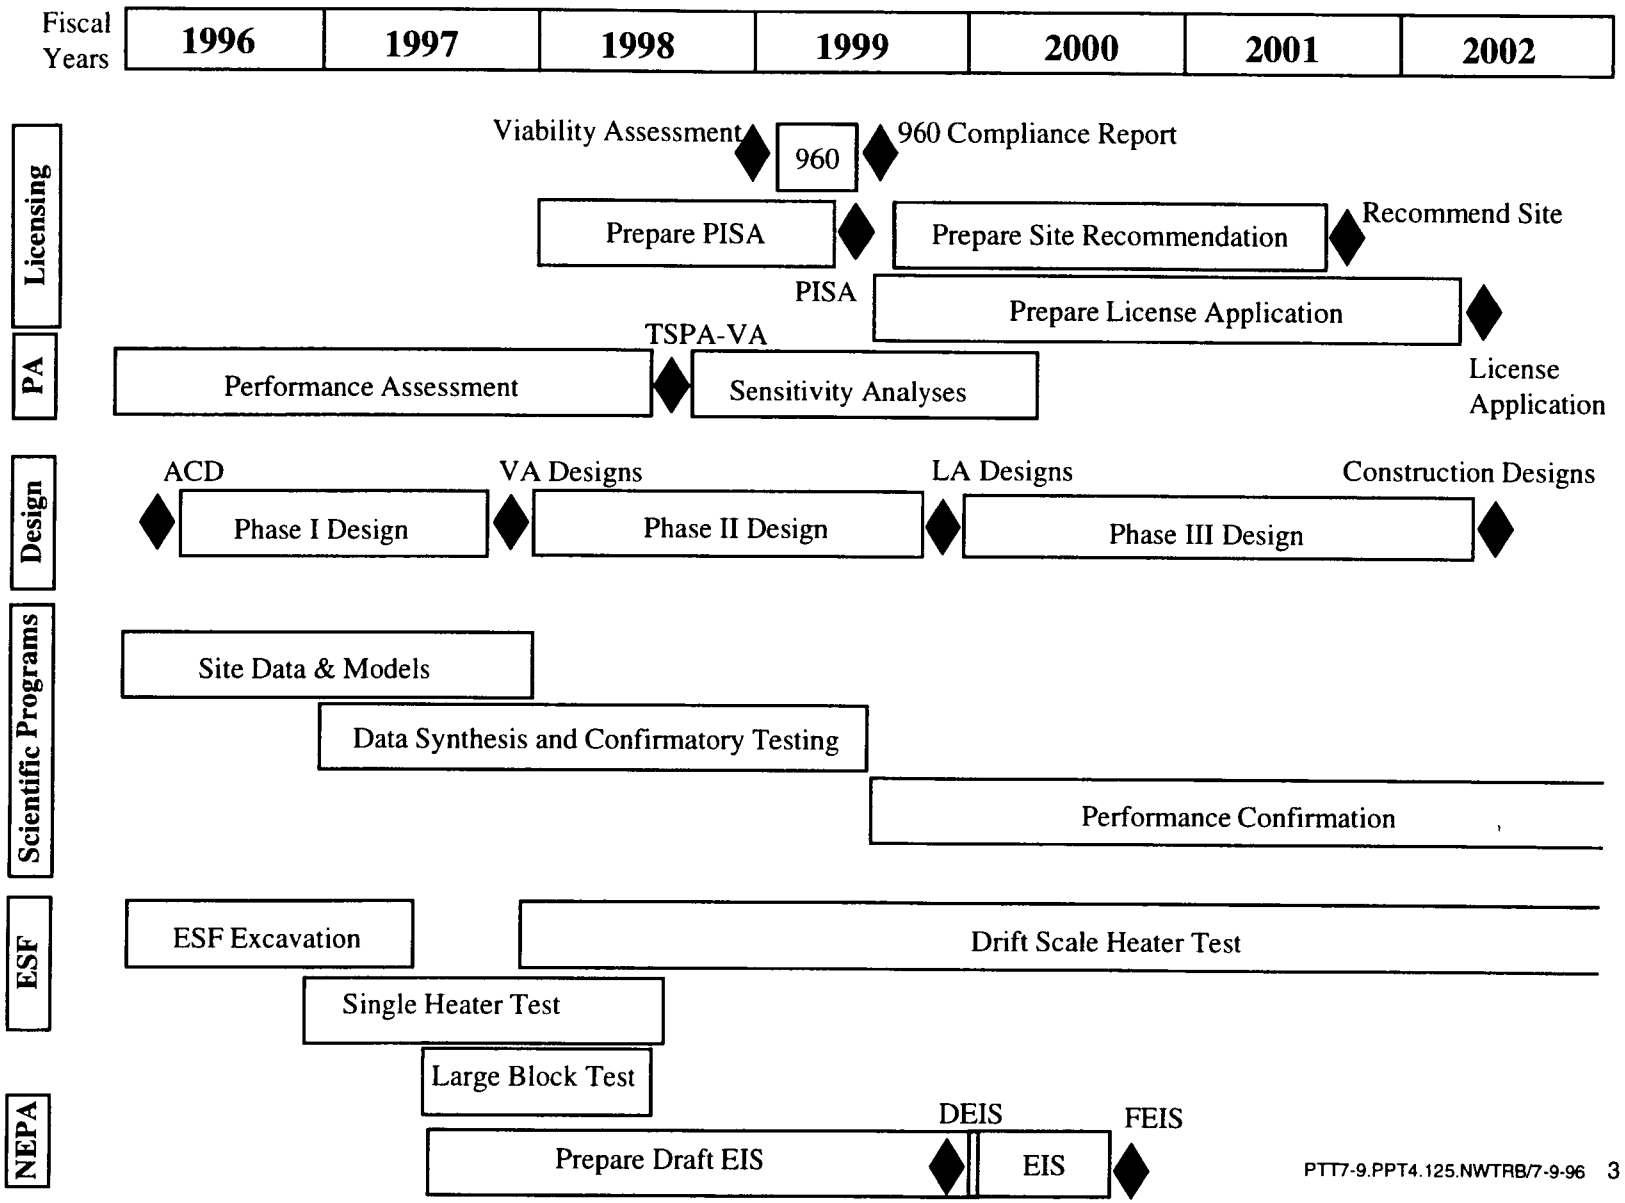 Fiscal
Years
1996 1997 1998 1999 2000 2001 2002
Licensing
Viability Assessment
960
960 Compliance Report
Prepare PISA
PISA
Prepare Site Recommendation
Recommend Site
Prepare License Application
License
Application
PA
Performance Assessment
TSPA-VA
Sensitivity Analyses
Design
ACD
Phase I Design
VA Designs
Phase II Design
LA Designs
Phase III Design
Construction Designs
Scientific Programs
Site Data & Models
Data Synthesis and Confirmatory Testing
Performance Confirmation
ESF
ESF Excavation
Drift Scale Heater Test
Single Heater Test
Large Block Test
NEPA
Prepare Draft EIS
DEIS
EIS
FEIS
PTT7-9.PPT4.125.NWTRB/7-9-96 3